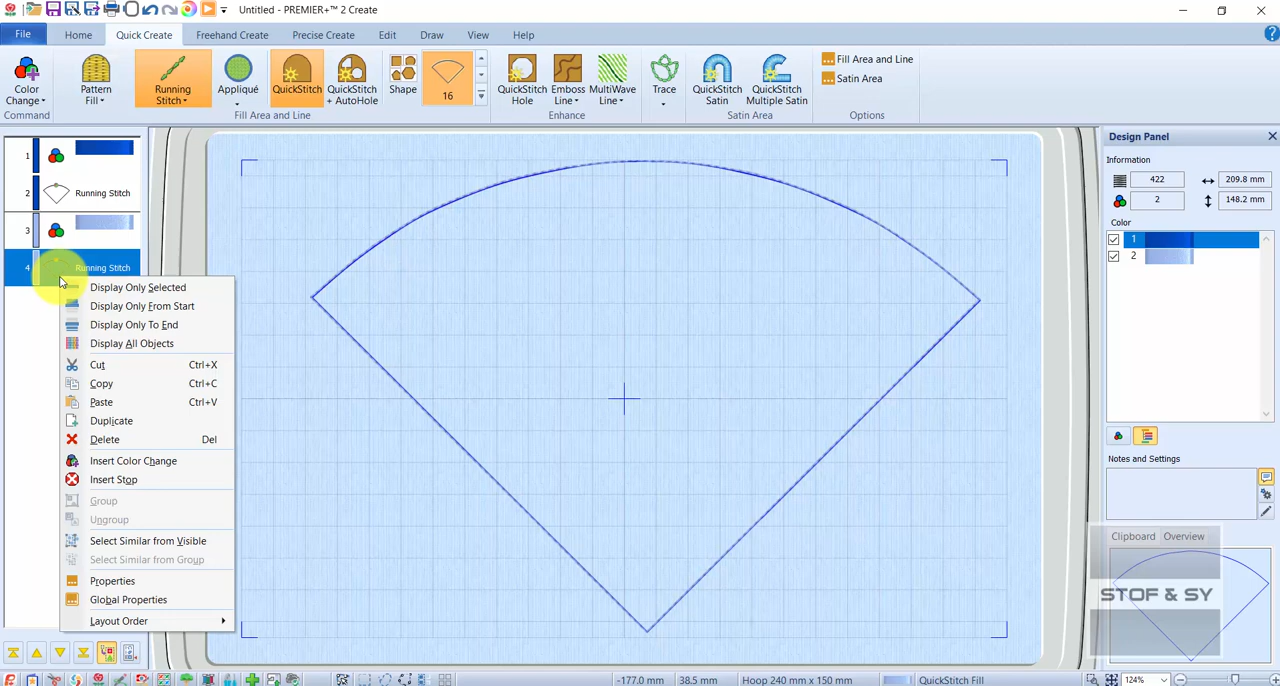 Untitled - PREMIER+™ 2 Create
File Home Quick Create Freehand Create Precise Create Edit Draw View Help
Color Change
Pattern Fill
Running Stitch
Appliqué
QuickStitch
QuickStitch + AutoHole
Shape
16
QuickStitch Hole
Emboss Line
MultiWave Line
Trace
QuickStitch Satin
QuickStitch Multiple Satin
Fill Area and Line
Satin Area
Command
Fill Area and Line
Enhance
Satin Area
Options
1
2 Running Stitch
3
4 Running Stitch
Display Only Selected
Display Only From Start
Display Only To End
Display All Objects
Cut Ctrl+X
Copy Ctrl+C
Paste Ctrl+V
Duplicate
Delete Del
Insert Color Change
Insert Stop
Group
Ungroup
Select Similar from Visible
Select Similar from Group
Properties
Global Properties
Layout Order
Design Panel
Information
422 209.8 mm
2 148.2 mm
Color
1
2
Notes and Settings
Clipboard Overview
STOF & SY
-177.0 mm 38.5 mm Hoop 240 mm x 150 mm QuickStitch Fill 124%